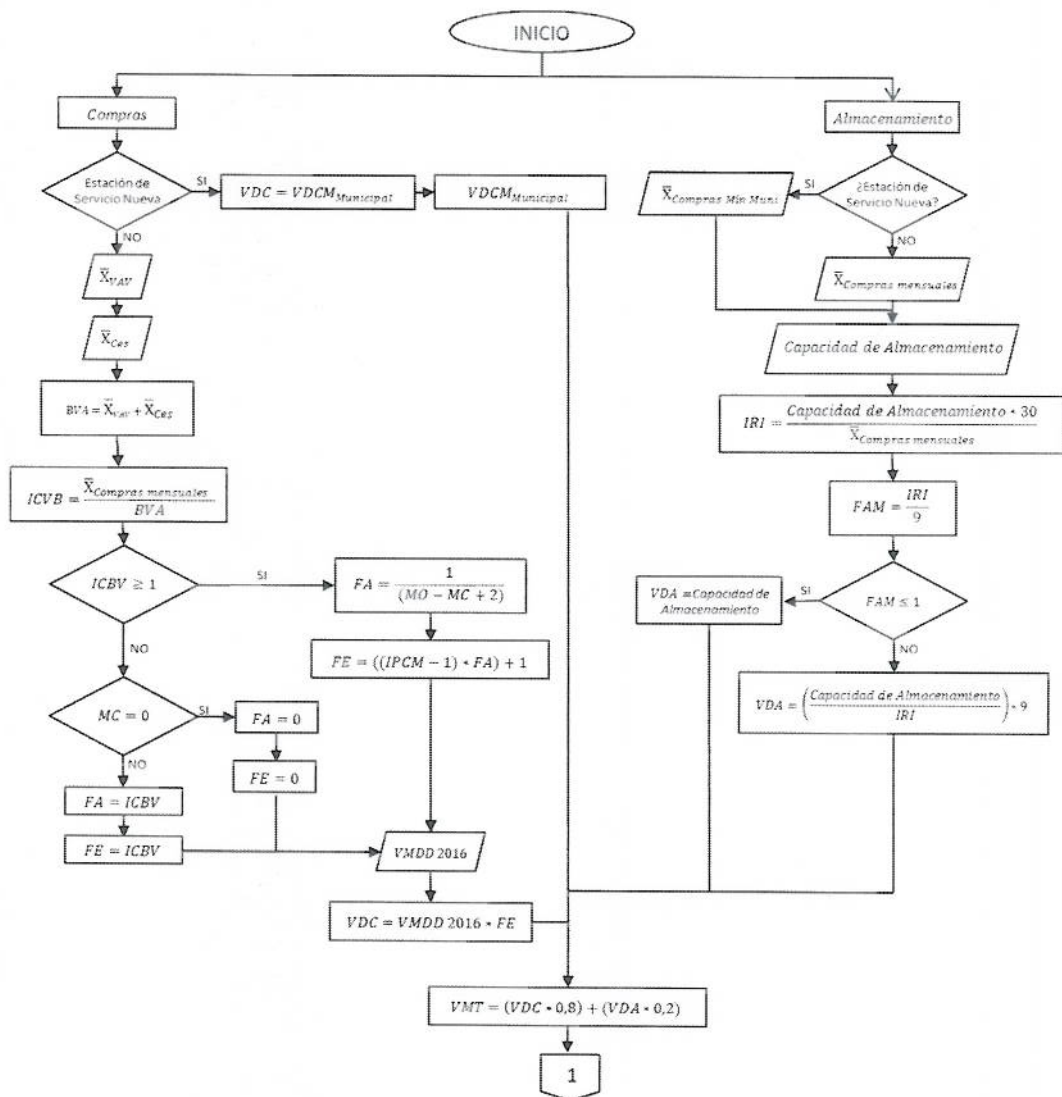 INICIO
Compras
Estación de
Servicio Nueva
SI
VDC = VDCM_Municipal
VDCM_Municipal
NO
X̅_VAV
X̅_Ces
BVA = X̅_VAV + X̅_Ces
ICVB = X̅_Compras mensuales / BVA
ICBV ≥ 1
SI
FA = 1 / (MO − MC + 2)
NO
FE = ((IPCM − 1) * FA) + 1
MC = 0
SI
FA = 0
NO
FE = 0
FA = ICBV
FE = ICBV
VMDD 2016
VDC = VMDD 2016 * FE
Almacenamiento
¿Estación de
Servicio Nueva?
SI
X̅_Compras Min Muni
NO
X̅_Compras mensuales
Capacidad de Almacenamiento
IRI = Capacidad de Almacenamiento * 30 / X̅_Compras mensuales
FAM = IRI / 9
FAM ≤ 1
SI
VDA =Capacidad de
Almacenamiento
NO
VDA = (Capacidad de Almacenamiento / IRI) * 9
VMT = (VDC * 0,8) + (VDA * 0,2)
1